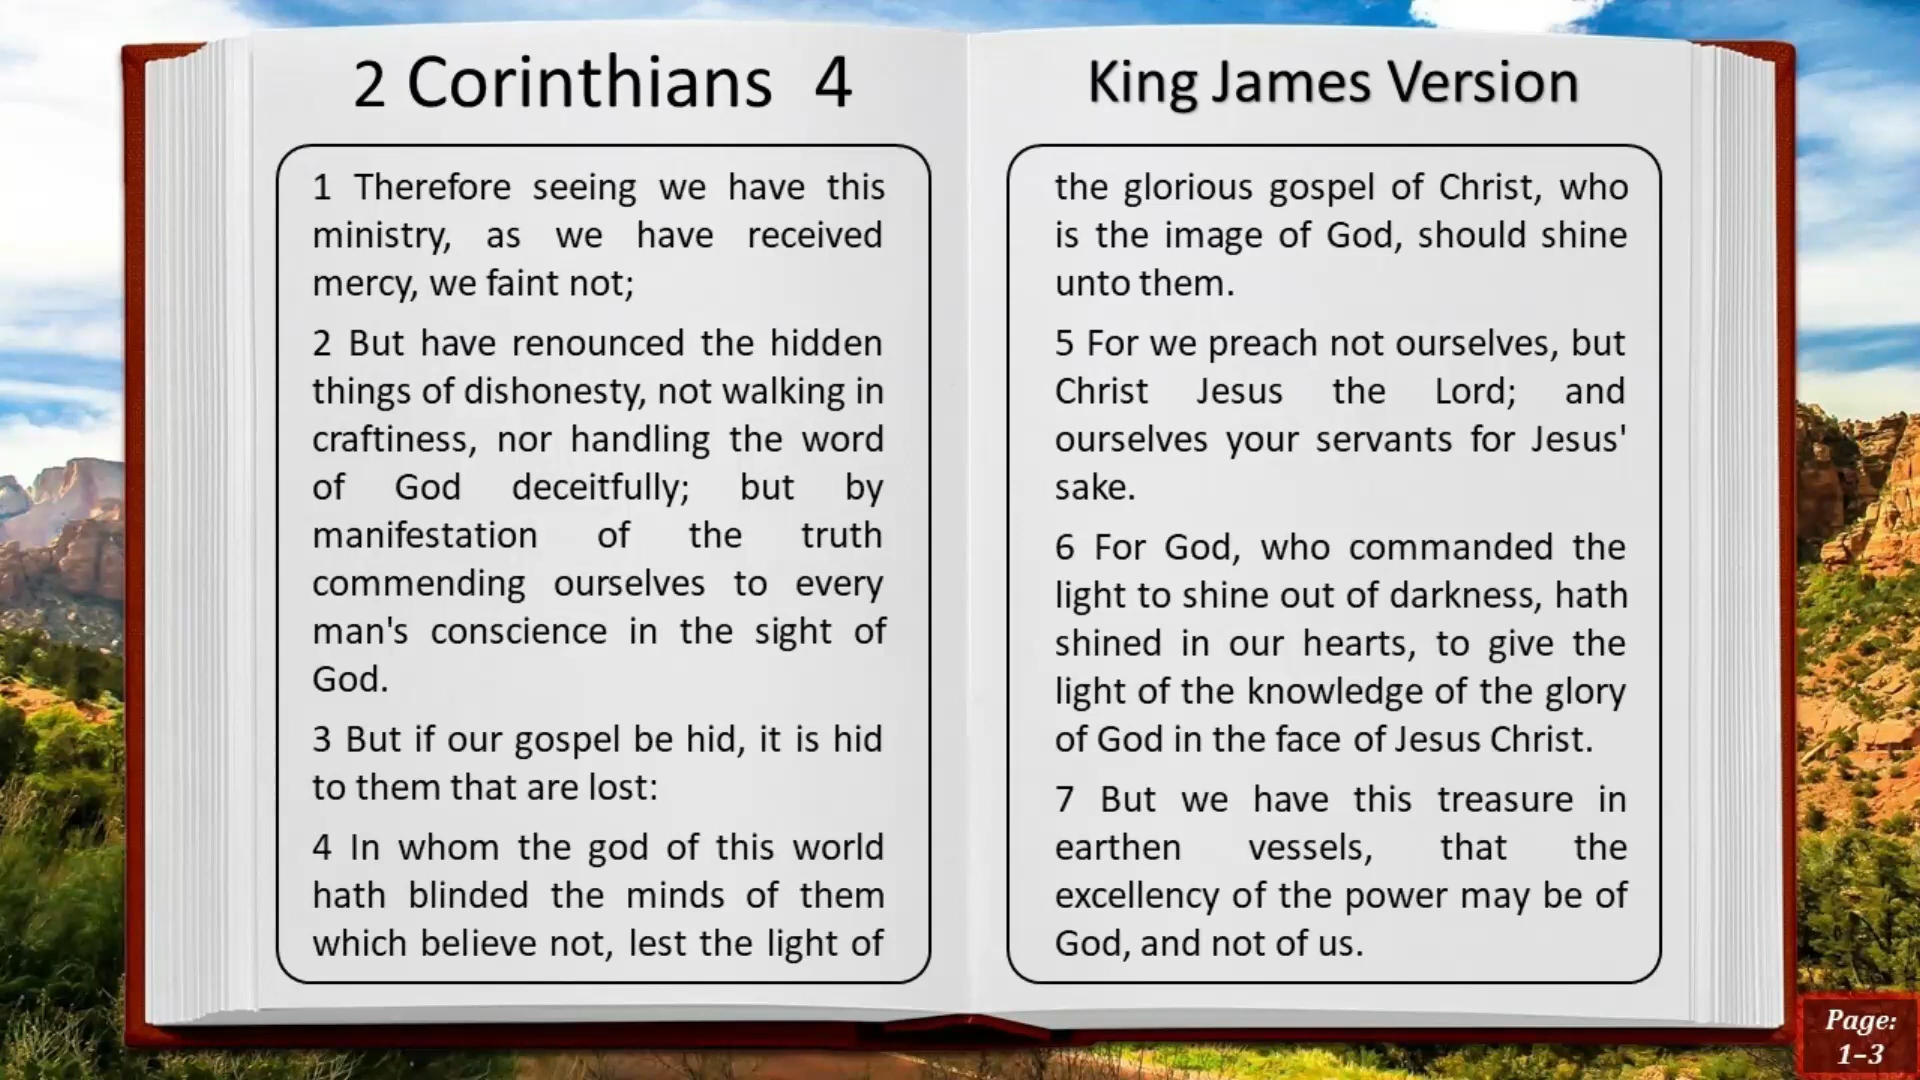 2 Corinthians 4
1 Therefore seeing we have this
ministry, as we have received
mercy, we faint not;
2 But have renounced the hidden
things of dishonesty, not walking in
craftiness, nor handling the word
of God deceitfully; but by
manifestation of the truth
commending ourselves to every
man's conscience in the sight of
God.
3 But if our gospel be hid, it is hid
to them that are lost:
4 In whom the god of this world
hath blinded the minds of them
which believe not, lest the light of
King James Version
the glorious gospel of Christ, who
is the image of God, should shine
unto them.
5 For we preach not ourselves, but
Christ Jesus the Lord; and
ourselves your servants for Jesus'
sake.
6 For God, who commanded the
light to shine out of darkness, hath
shined in our hearts, to give the
light of the knowledge of the glory
of God in the face of Jesus Christ.
7 But we have this treasure in
earthen vessels, that the
excellency of the power may be of
God, and not of us.
Page:
1–3